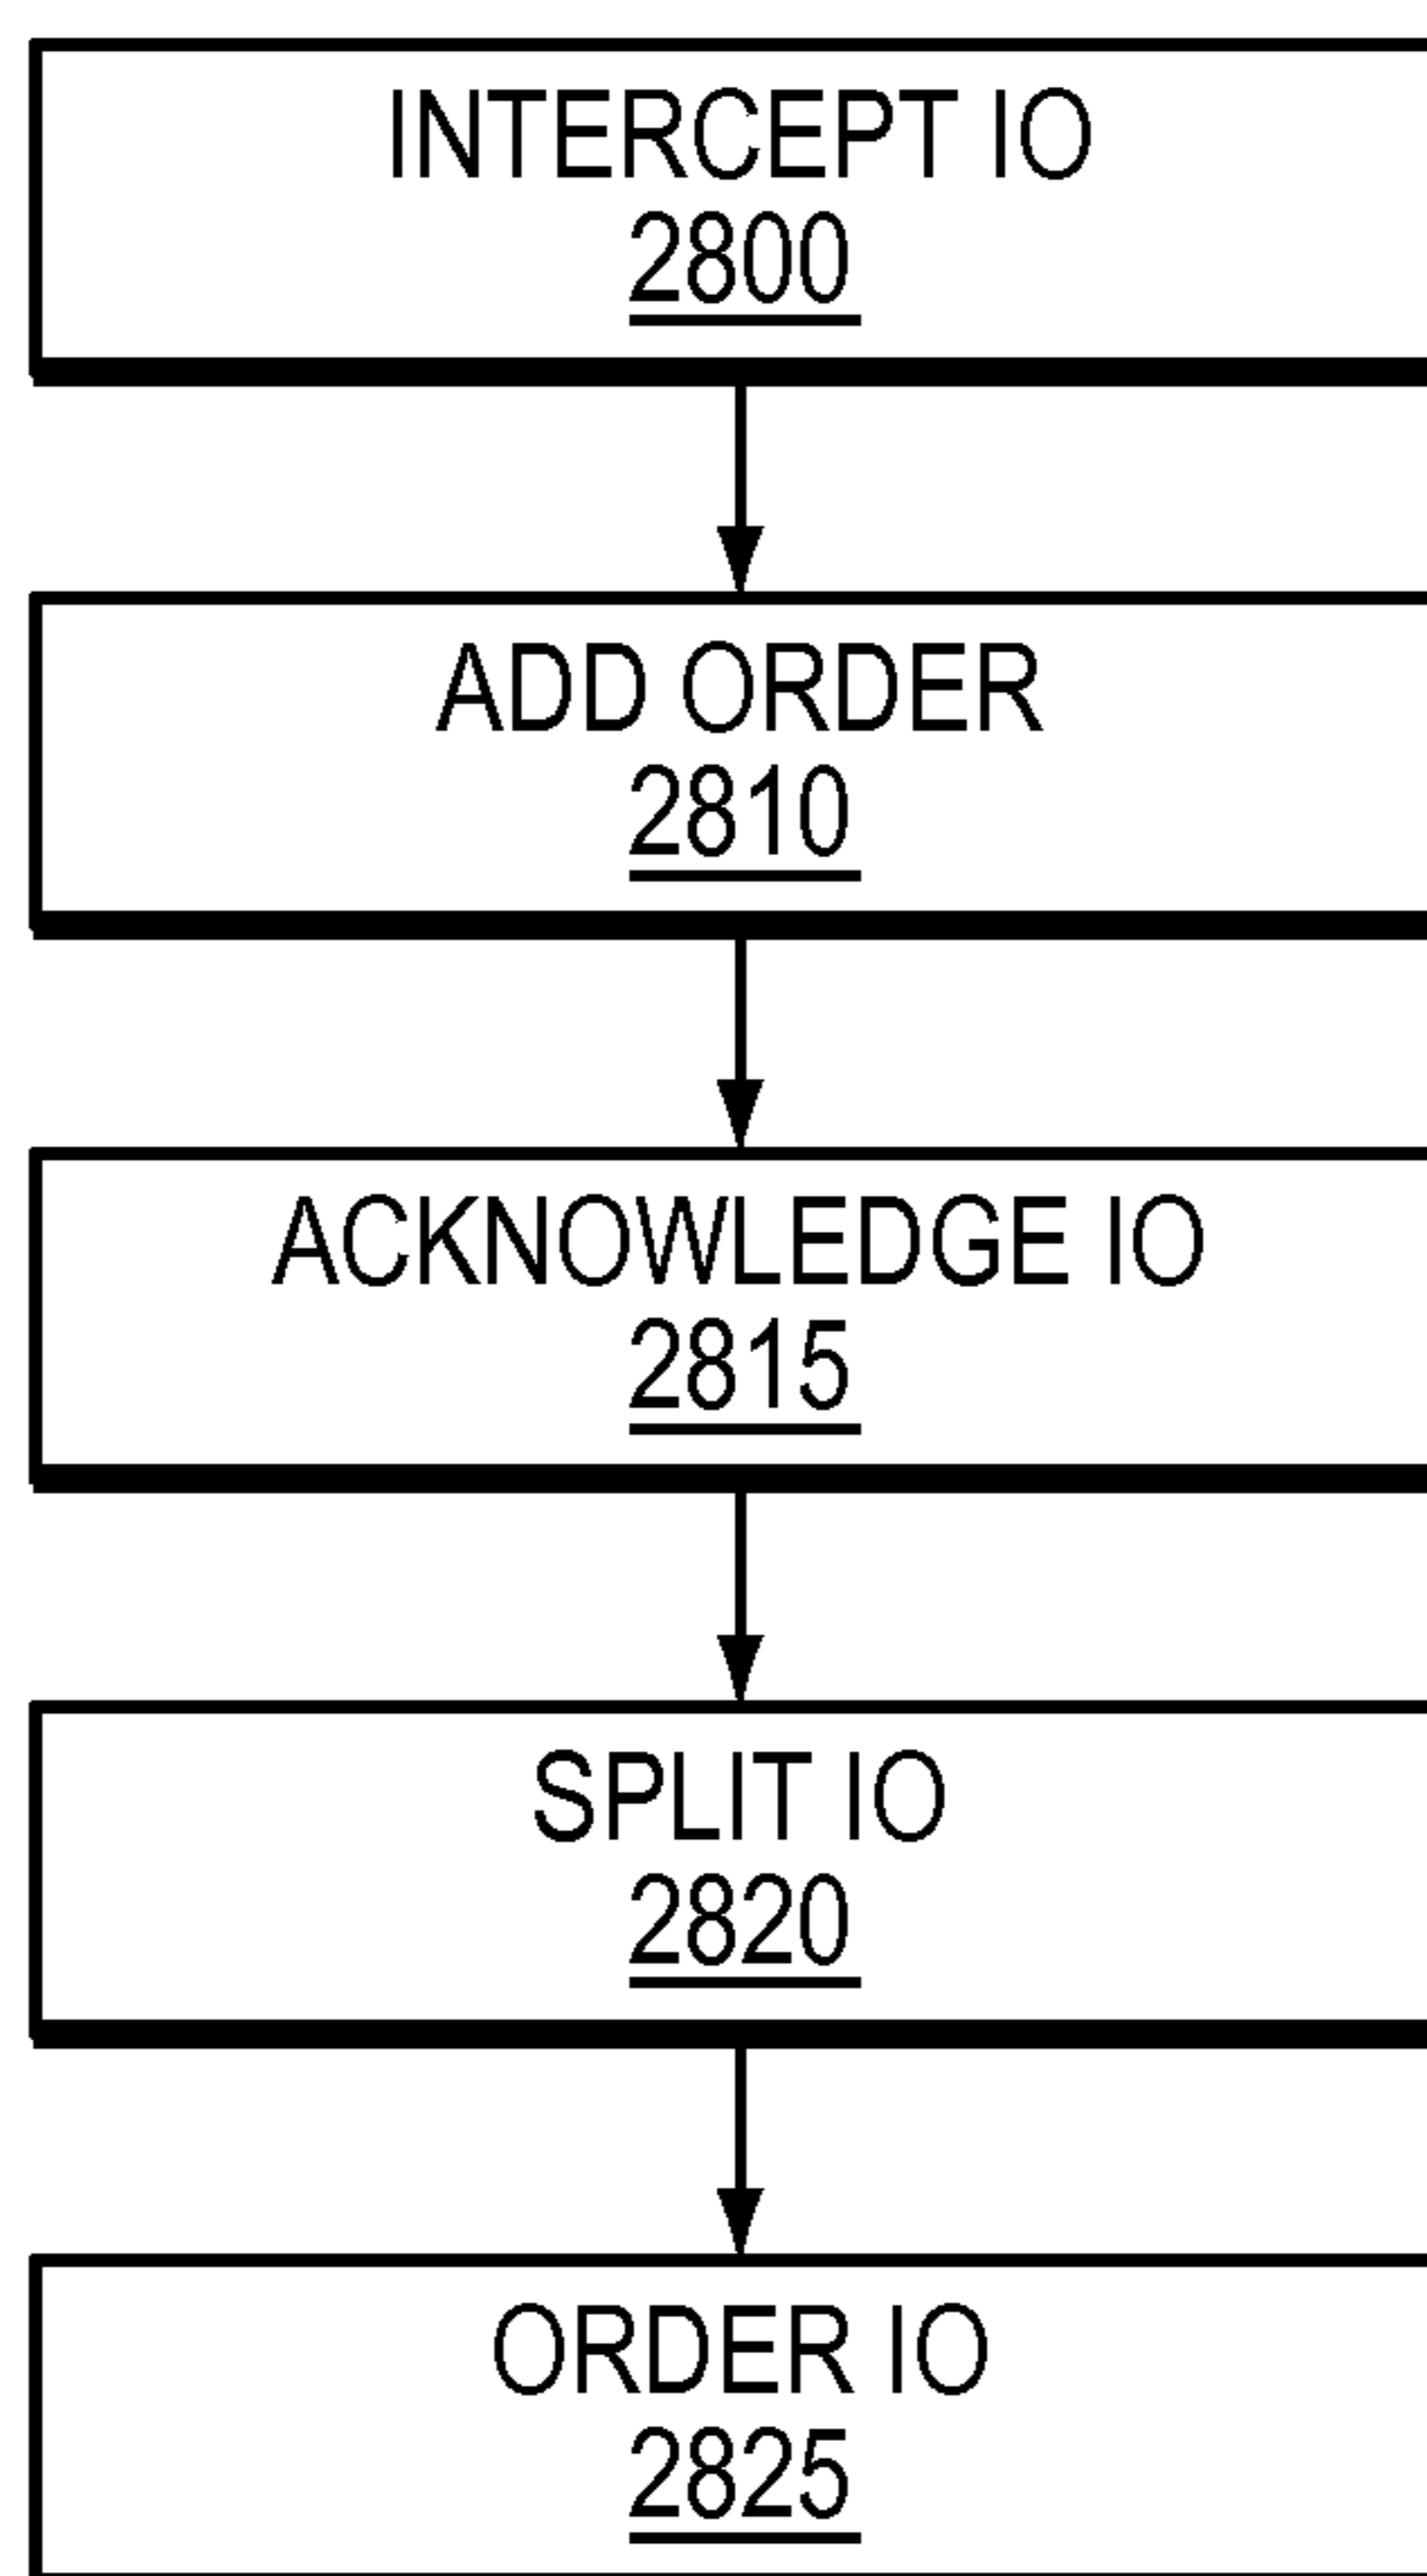 INTERCEPT IO
2800
ADD ORDER
2810
ACKNOWLEDGE IO
2815
SPLIT IO
2820
ORDER IO
2825